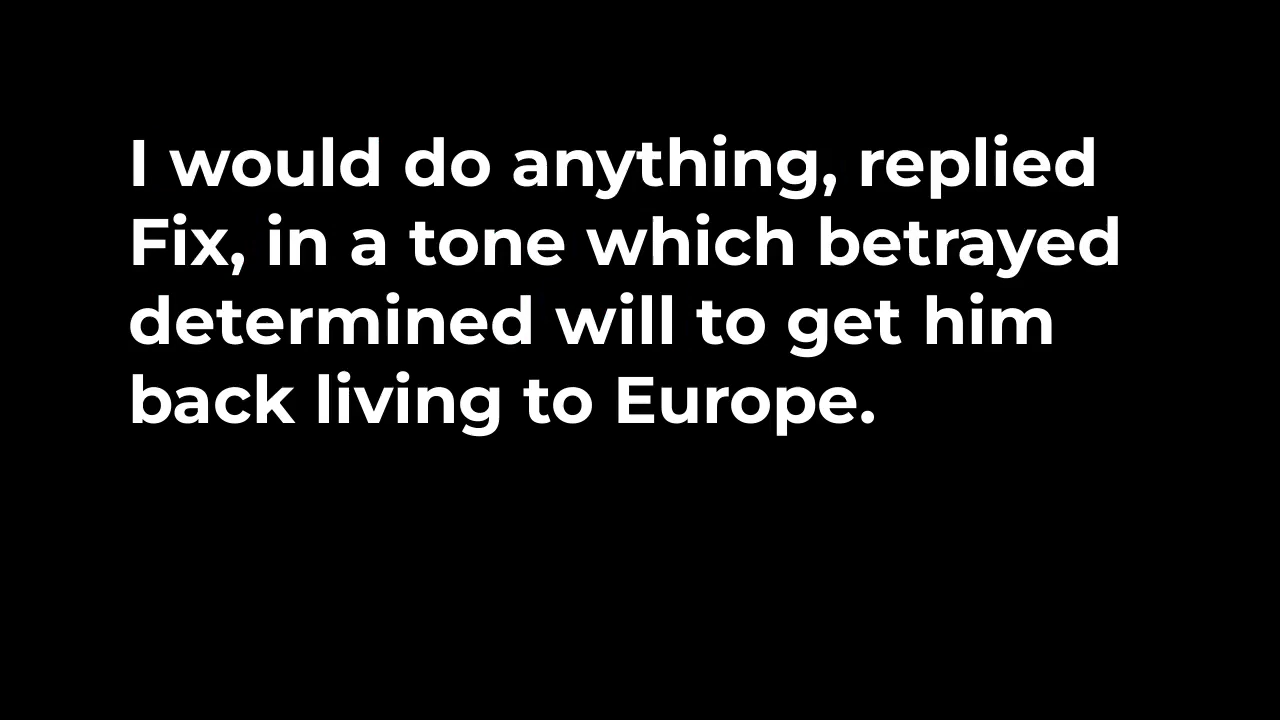 I would do anything, replied
Fix, in a tone which betrayed
determined will to get him
back living to Europe.